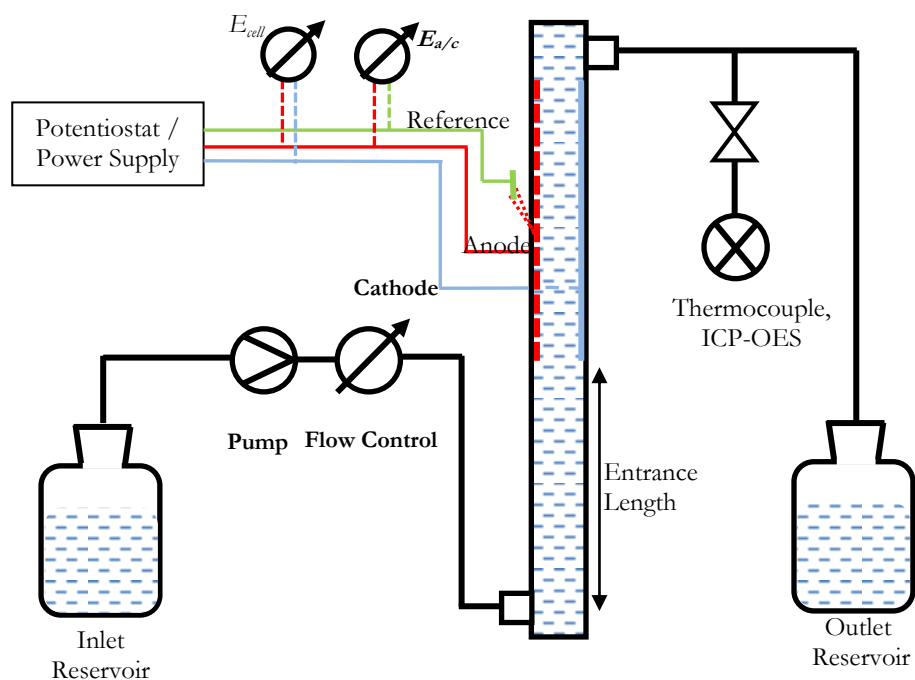 E_cell
E_a/c
Potentiostat /
Power Supply
Reference
Anode
Cathode
Thermocouple,
ICP-OES
Pump
Flow Control
Entrance
Length
Inlet
Reservoir
Outlet
Reservoir